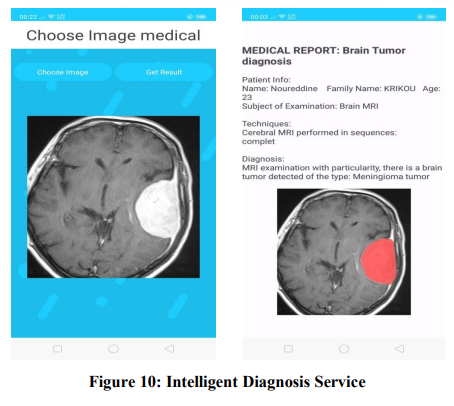 00:22
Choose Image medical
Choose Image
Get Result
00:03
MEDICAL REPORT: Brain Tumor
diagnosis
Patient Info:
Name: Noureddine Family Name: KRIKOU Age:
23
Subject of Examination: Brain MRI
Techniques:
Cerebral MRI performed in sequences:
complet
Diagnosis:
MRI examination with particularity, there is a brain
tumor detected of the type: Meningioma tumor
Figure 10: Intelligent Diagnosis Service